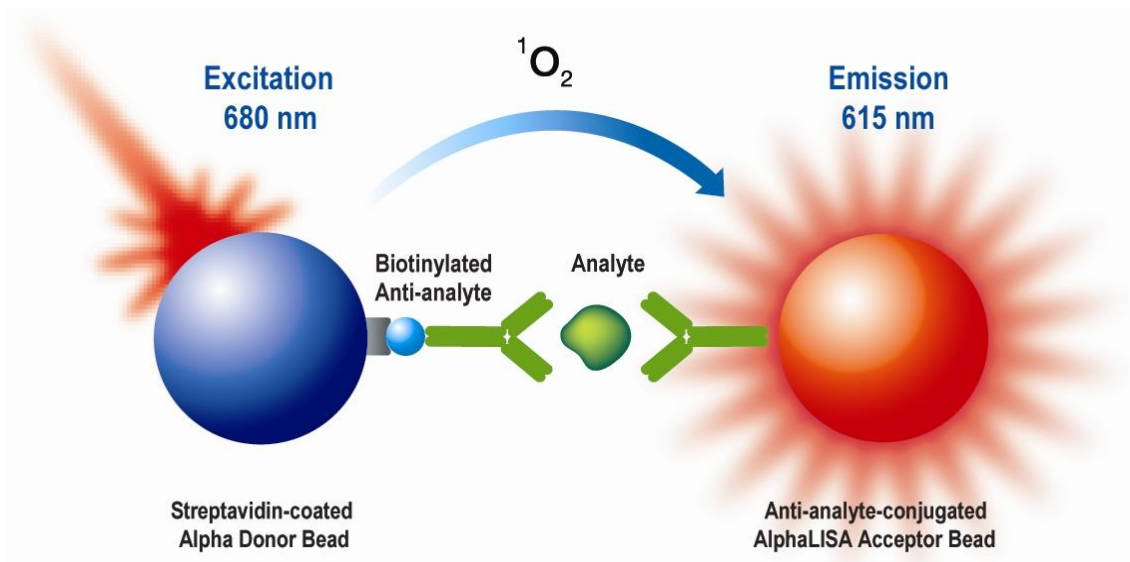 ¹O₂
Excitation
680 nm
Emission
615 nm
Biotinylated
Anti-analyte
Analyte
Streptavidin-coated
Alpha Donor Bead
Anti-analyte-conjugated
AlphaLISA Acceptor Bead